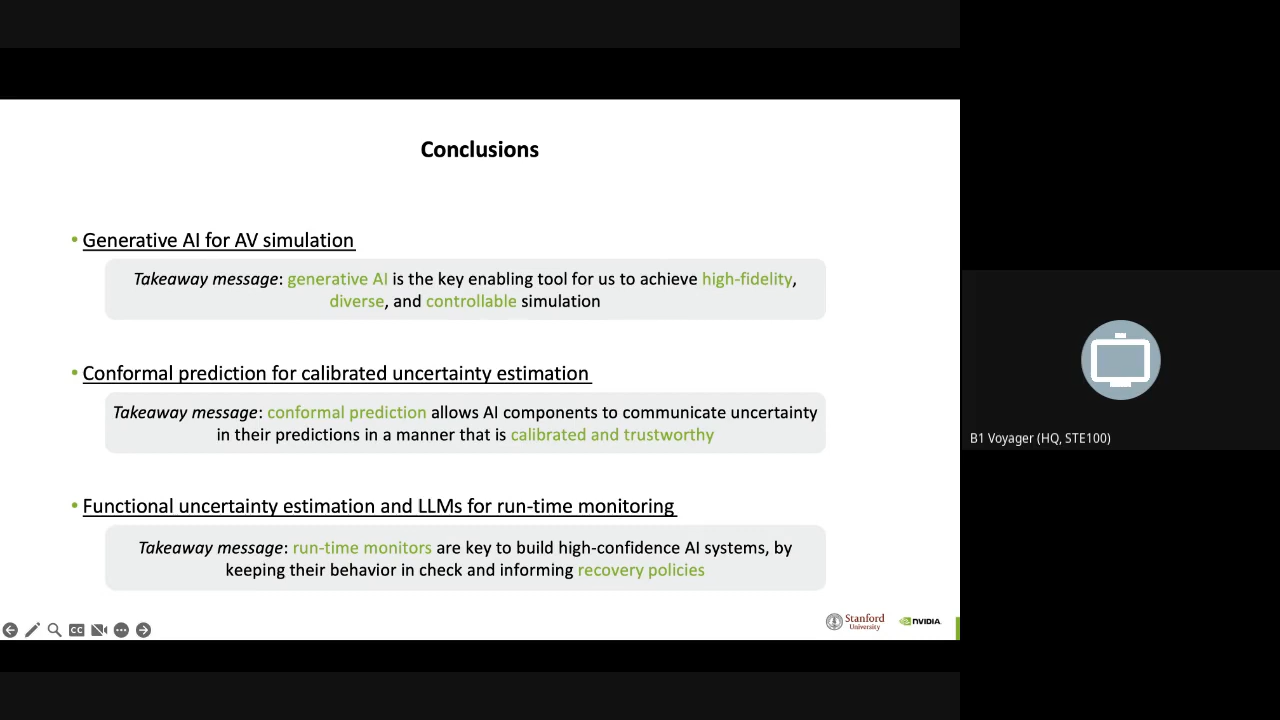 Conclusions
• Generative AI for AV simulation
Takeaway message: generative AI is the key enabling tool for us to achieve high-fidelity,
diverse, and controllable simulation
• Conformal prediction for calibrated uncertainty estimation
Takeaway message: conformal prediction allows AI components to communicate uncertainty
in their predictions in a manner that is calibrated and trustworthy
• Functional uncertainty estimation and LLMs for run-time monitoring
Takeaway message: run-time monitors are key to build high-confidence AI systems, by
keeping their behavior in check and informing recovery policies
CC
Stanford
University
NVIDIA
B1 Voyager (HQ, STE100)